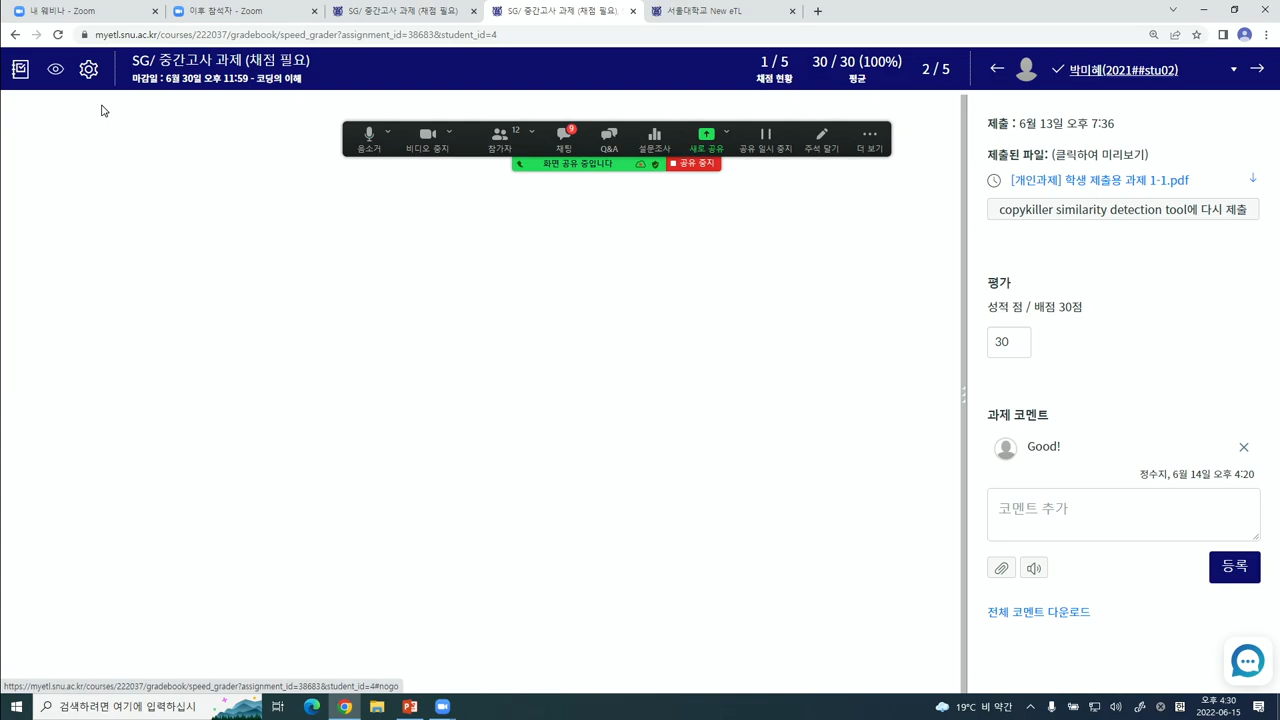 내 웨비나 - Zoom
이후 참석자 - Zoom
SG/ 중간고사 과제 (채점 필요)
SG/ 중간고사 과제 (채점 필요),
서울대학교 New eTL
myetl.snu.ac.kr/courses/222037/gradebook/speed_grader?assignment_id=38683&student_id=4
SG/ 중간고사 과제 (채점 필요)
마감일 : 6월 30일 오후 11:59 - 코딩의 이해
1 / 5
채점 현황
30 / 30 (100%)
평균
2 / 5
박미혜(2021##stu02)
음소거
비디오 중지
12
참가자
9
채팅
Q&A
설문조사
새로 공유
공유 일시 중지
주석 달기
더 보기
화면 공유 중입니다
공유 중지
제출 : 6월 13일 오후 7:36
제출된 파일: (클릭하여 미리보기)
[개인과제] 학생 제출용 과제 1-1.pdf
copykiller similarity detection tool에 다시 제출
평가
성적 점 / 배점 30점
30
과제 코멘트
Good!
정수지, 6월 14일 오후 4:20
코멘트 추가
등록
전체 코멘트 다운로드
https://myetl.snu.ac.kr/courses/222037/gradebook/speed_grader?assignment_id=38683&student_id=4#nogo
검색하려면 여기에 입력하십시
19°C 비 약간
오후 4:30
2022-06-15